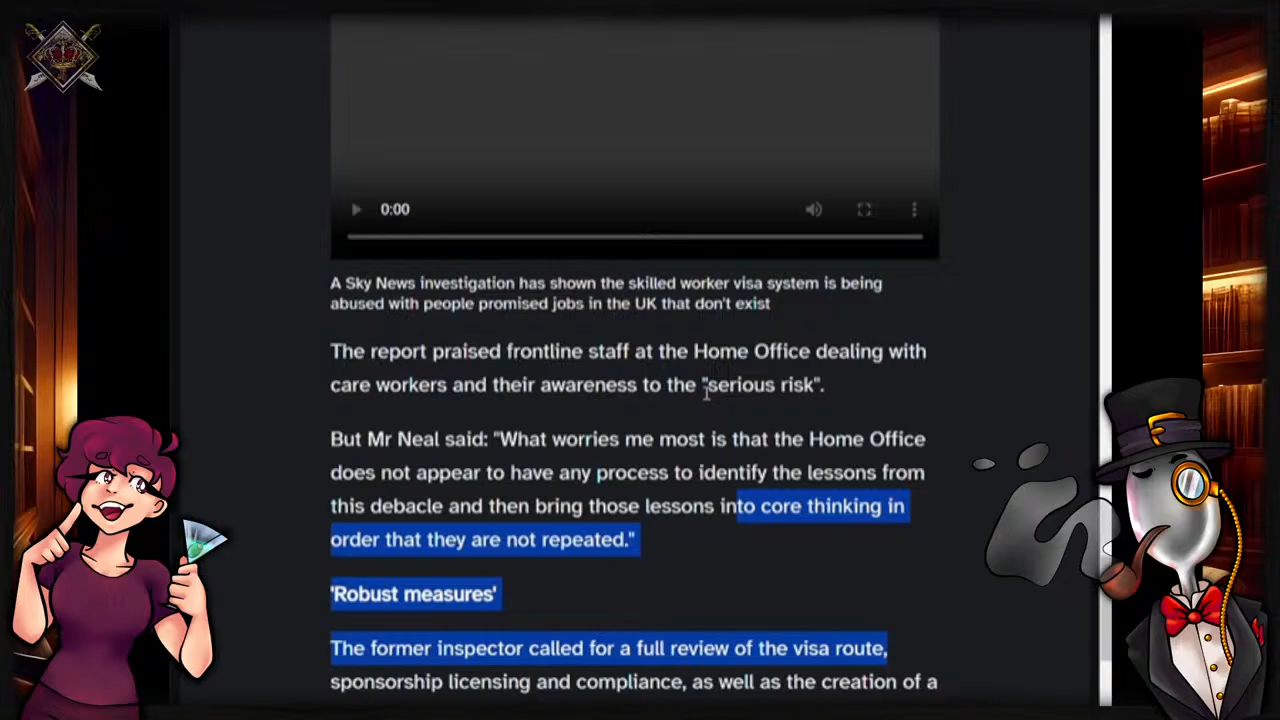 0:00
A Sky News investigation has shown the skilled worker visa system is being
abused with people promised jobs in the UK that don't exist
The report praised frontline staff at the Home Office dealing with
care workers and their awareness to the "serious risk".
But Mr Neal said: "What worries me most is that the Home Office
does not appear to have any process to identify the lessons from
this debacle and then bring those lessons into core thinking in
order that they are not repeated."
'Robust measures'
The former inspector called for a full review of the visa route,
sponsorship licensing and compliance, as well as the creation of a